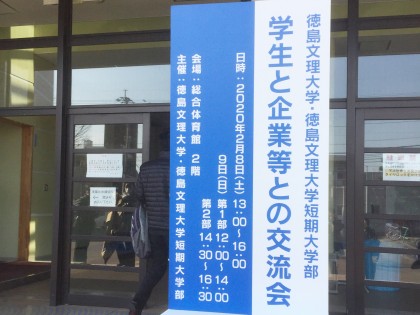 徳島文理大学・徳島文理大学短期大学部
学生と企業等との交流会
日時：2020年2月8日(土) 13：00～16：00
9日(日) 第1部 12：00～14：00
第2部 14：30～16：30
会場：総合体育館 2階
主催：徳島文理大学・徳島文理大学短期大学部